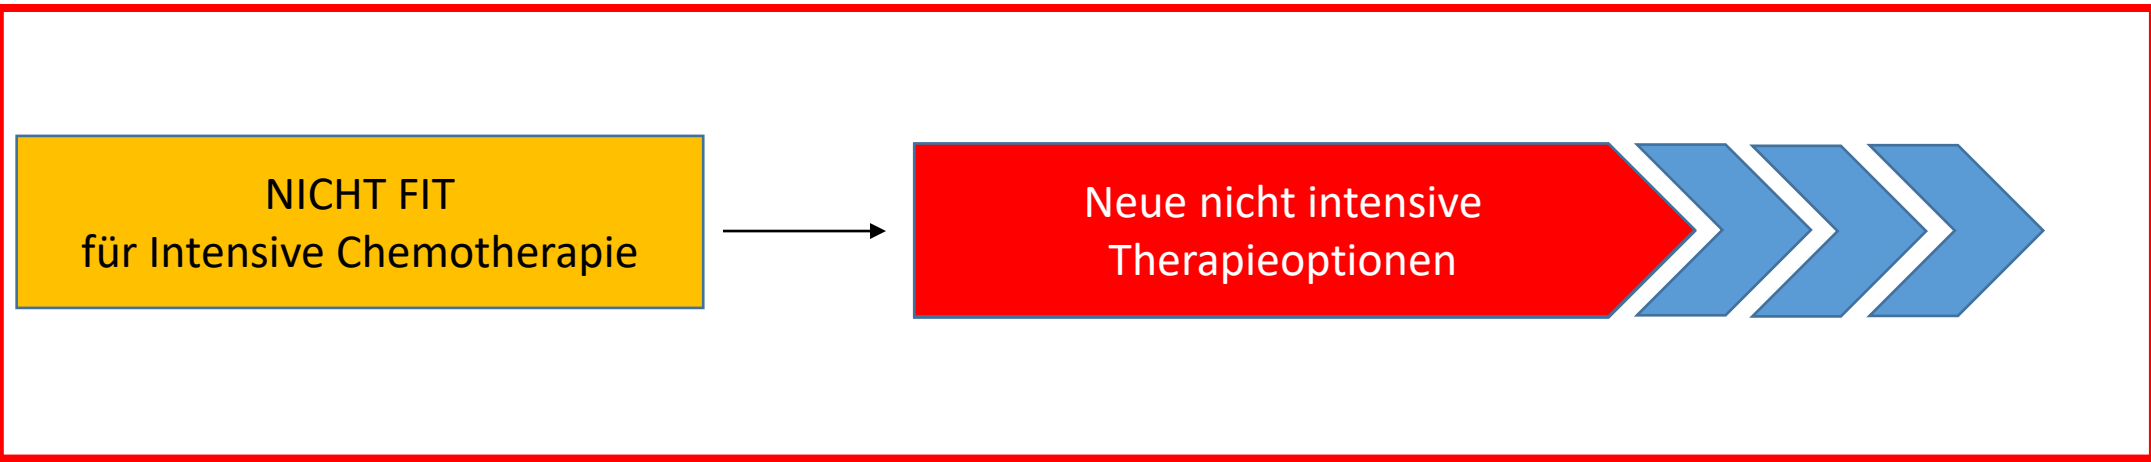 NICHT FIT
für Intensive Chemotherapie
Neue nicht intensive
Therapieoptionen